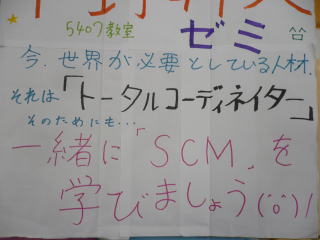 5407教室
ゼミ
今、世界が必要としている人材.
それは「トータルコーディネイター」
そのためにも・・・
一緒に「SCM」を
学びましょう(^o^)/